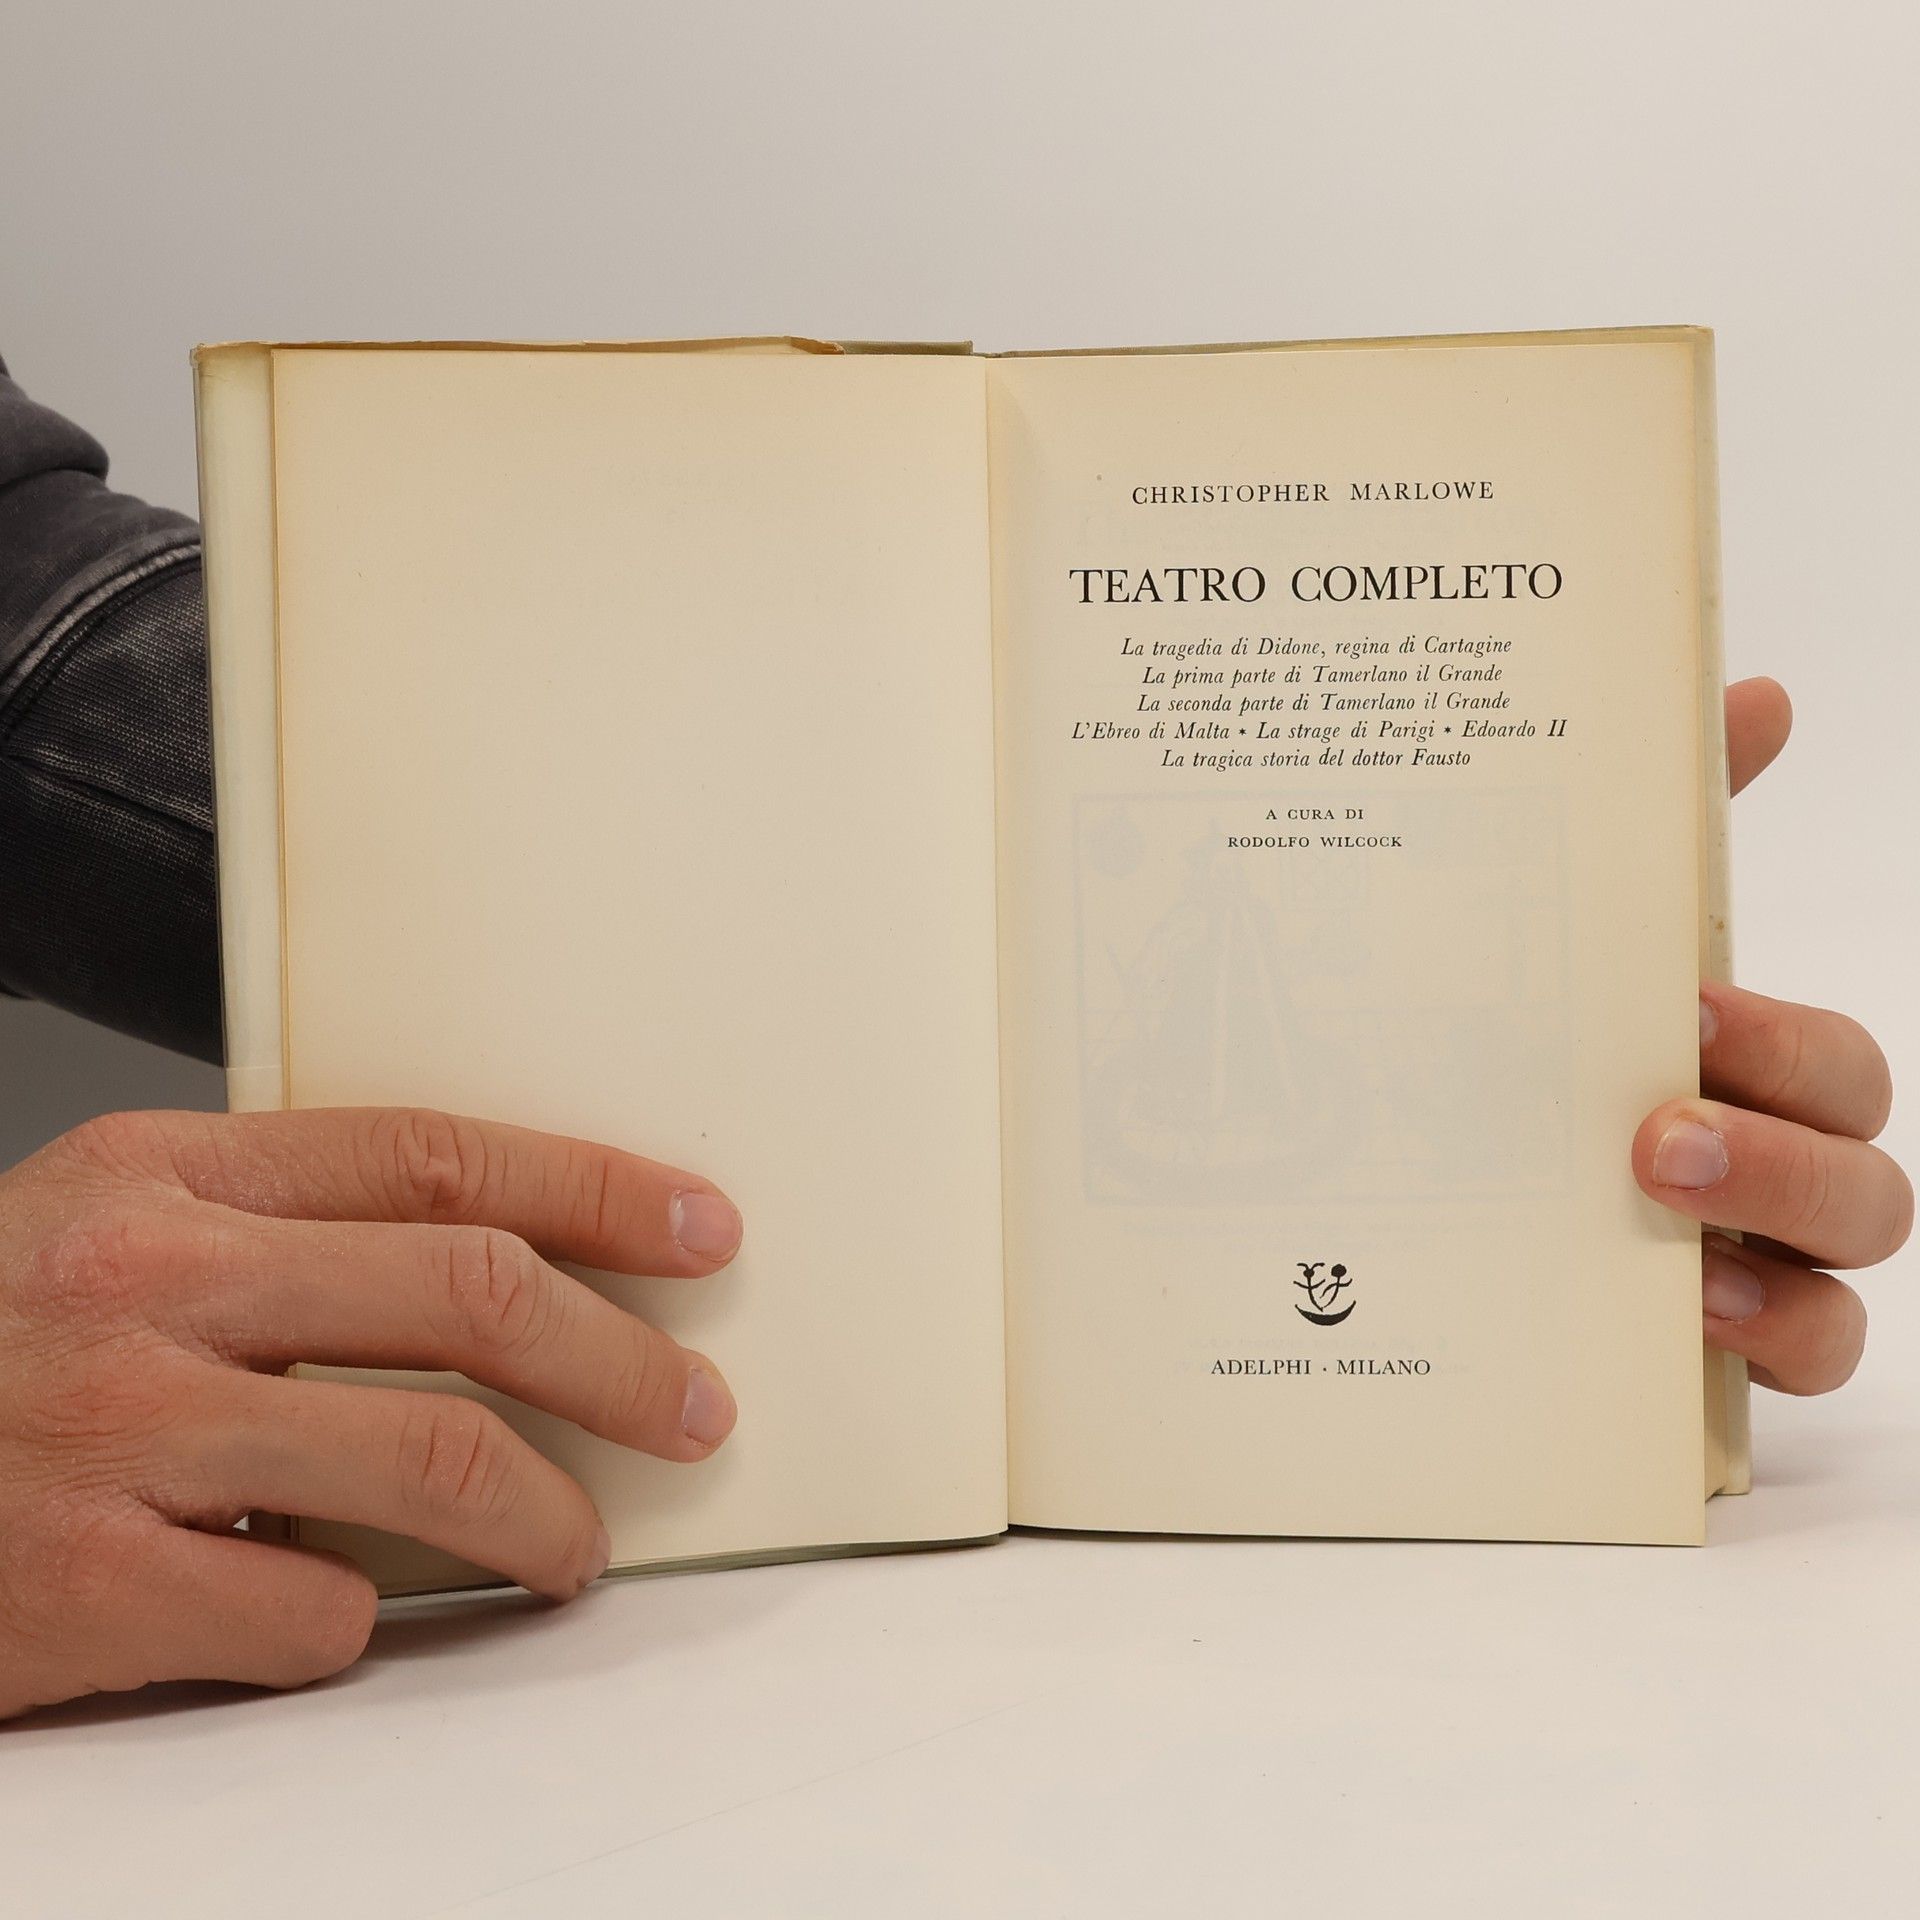 CHRISTOPHER MARLOWE
TEATRO COMPLETO
La tragedia di Didone, regina di Cartagine
La prima parte di Tamerlano il Grande
La seconda parte di Tamerlano il Grande
L'Ebreo di Malta ★ La strage di Parigi ★ Edoardo II
La tragica storia del dottor Fausto
A CURA DI
RODOLFO WILCOCK
ADELPHI · MILANO